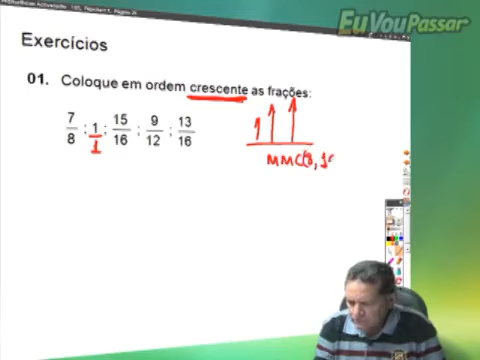 EuVouPassar
Exercícios
01. Coloque em ordem crescente as frações:
7/8 ; 1/1 ; 15/16 ; 9/12 ; 13/16
MMC(8,